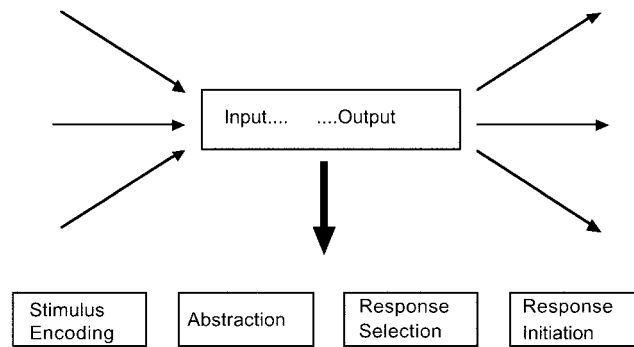 Input.... ....Output
Stimulus
Encoding
Abstraction
Response
Selection
Response
Initiation